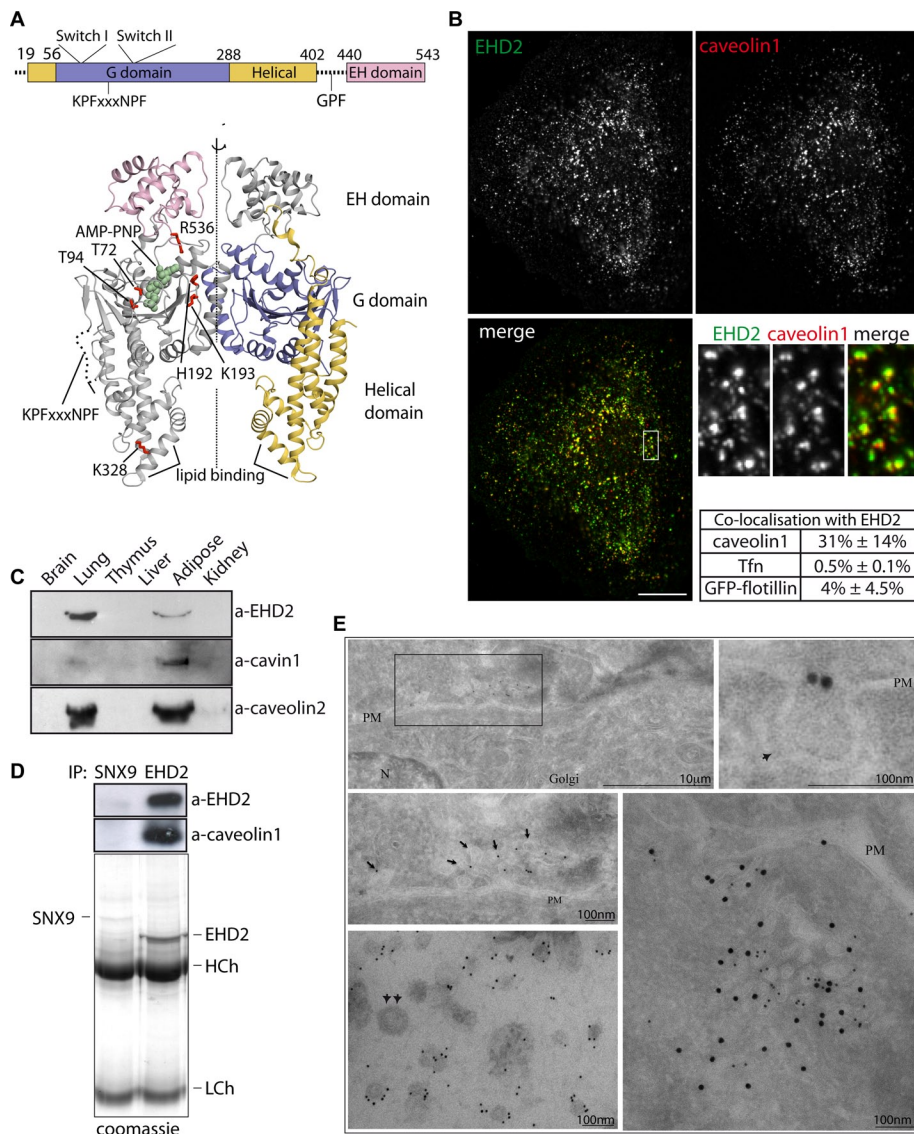 A
Switch I Switch II
19 56 288 402 440 543
G domain Helical EH domain
KPFxxxNPF GPF
EH domain
AMP-PNP R536
T72
T94
G domain
H192 K193
KPFxxxNPF
Helical
domain
K328
lipid binding
B
EHD2 caveolin1
merge
EHD2 caveolin1 merge
Co-localisation with EHD2
caveolin1 31% ± 14%
Tfn 0.5% ± 0.1%
GFP-flotillin 4% ± 4.5%
C
Brain Lung Thymus Liver Adipose Kidney
a-EHD2
a-cavin1
a-caveolin2
D
IP: SNX9 EHD2
a-EHD2
a-caveolin1
SNX9
EHD2
HCh
LCh
coomassie
E
PM
N
Golgi
10µm
PM
100nm
PM
100nm
100nm
PM
100nm